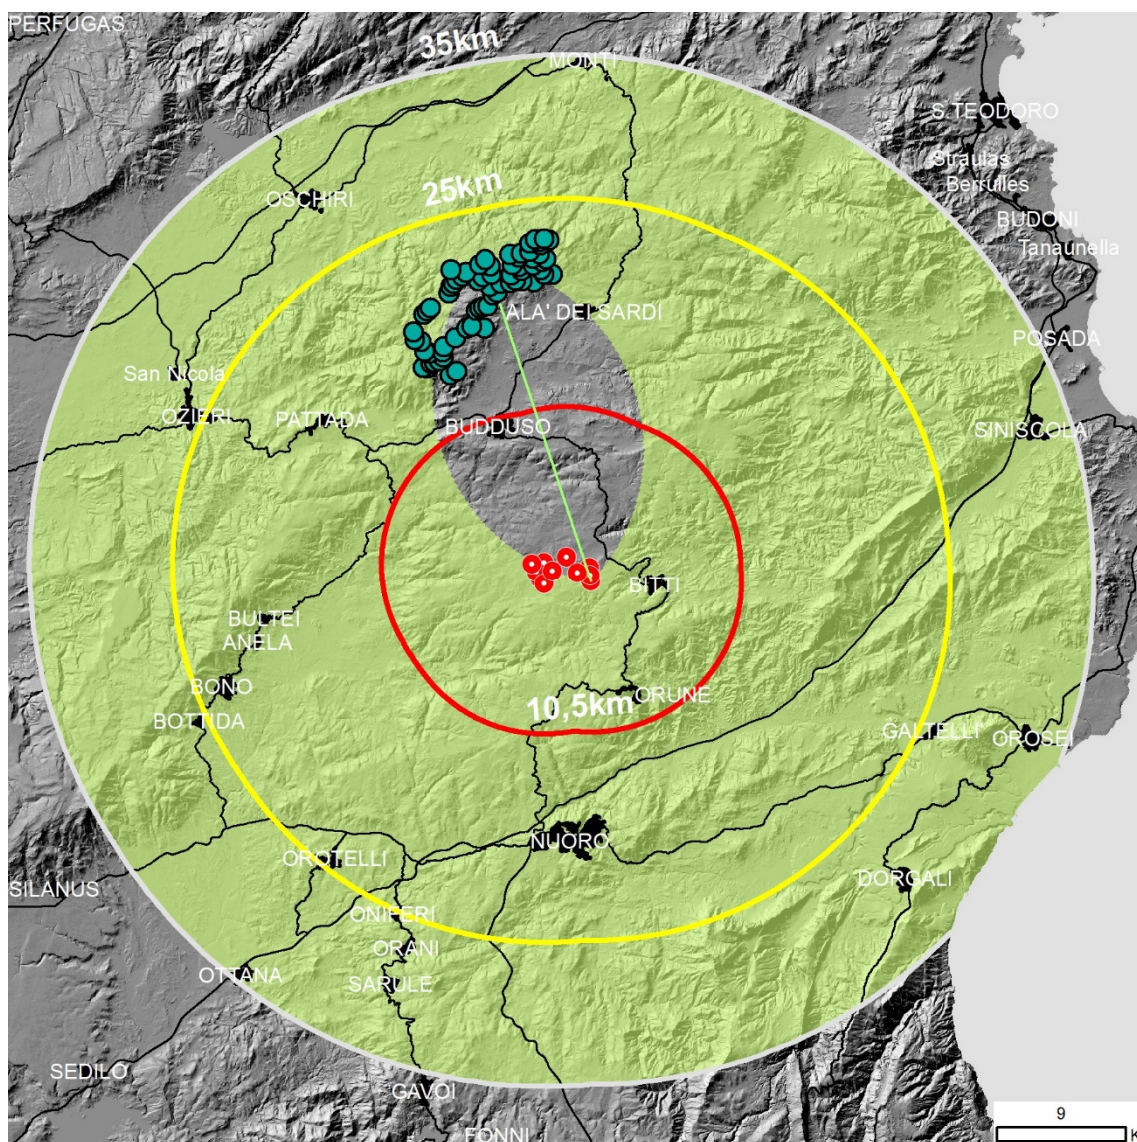 PERFUGAS
35km
MONTI
S.TEODORO
Straulas
Berrulles
OSCHIRI
25km
BUDONI
Tanaunella
ALA' DEI SARDI
POSADA
San Nicola
OZIERI
PATTADA
BUDDUSO
SINISCOLA
BITTI
BULTEI
ANELA
BONO
ORUNE
10,5km
BOTTIDA
GALTELLI'
OROSEI
NUORO
OROTELLI
DORGALI
SILANUS
ONIFERI
ORANI
OTTANA
SARULE
SEDILO
GAVOI
FONNI
9